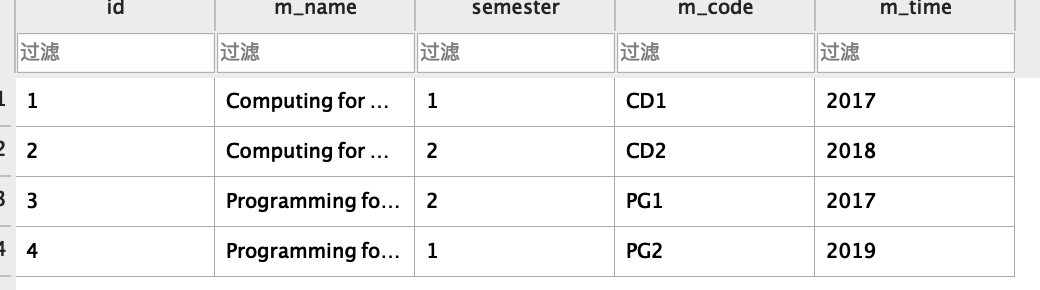 id m_name semester m_code m_time
过滤 过滤 过滤 过滤 过滤
1 1 Computing for ... 1 CD1 2017
2 2 Computing for ... 2 CD2 2018
3 3 Programming fo... 2 PG1 2017
4 4 Programming fo... 1 PG2 2019